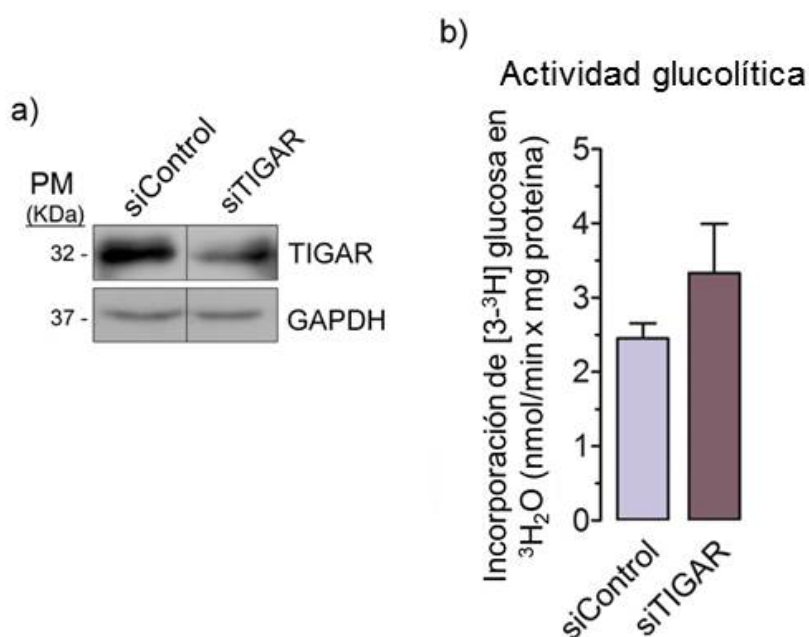 a)
PM
(KDa)
siControl
siTIGAR
32 -
TIGAR
37 -
GAPDH
b)
Actividad glucolítica
Incorporación de [3-³H] glucosa en
³H₂O (nmol/min x mg proteína)
5
4
3
2
1
0
siControl
siTIGAR